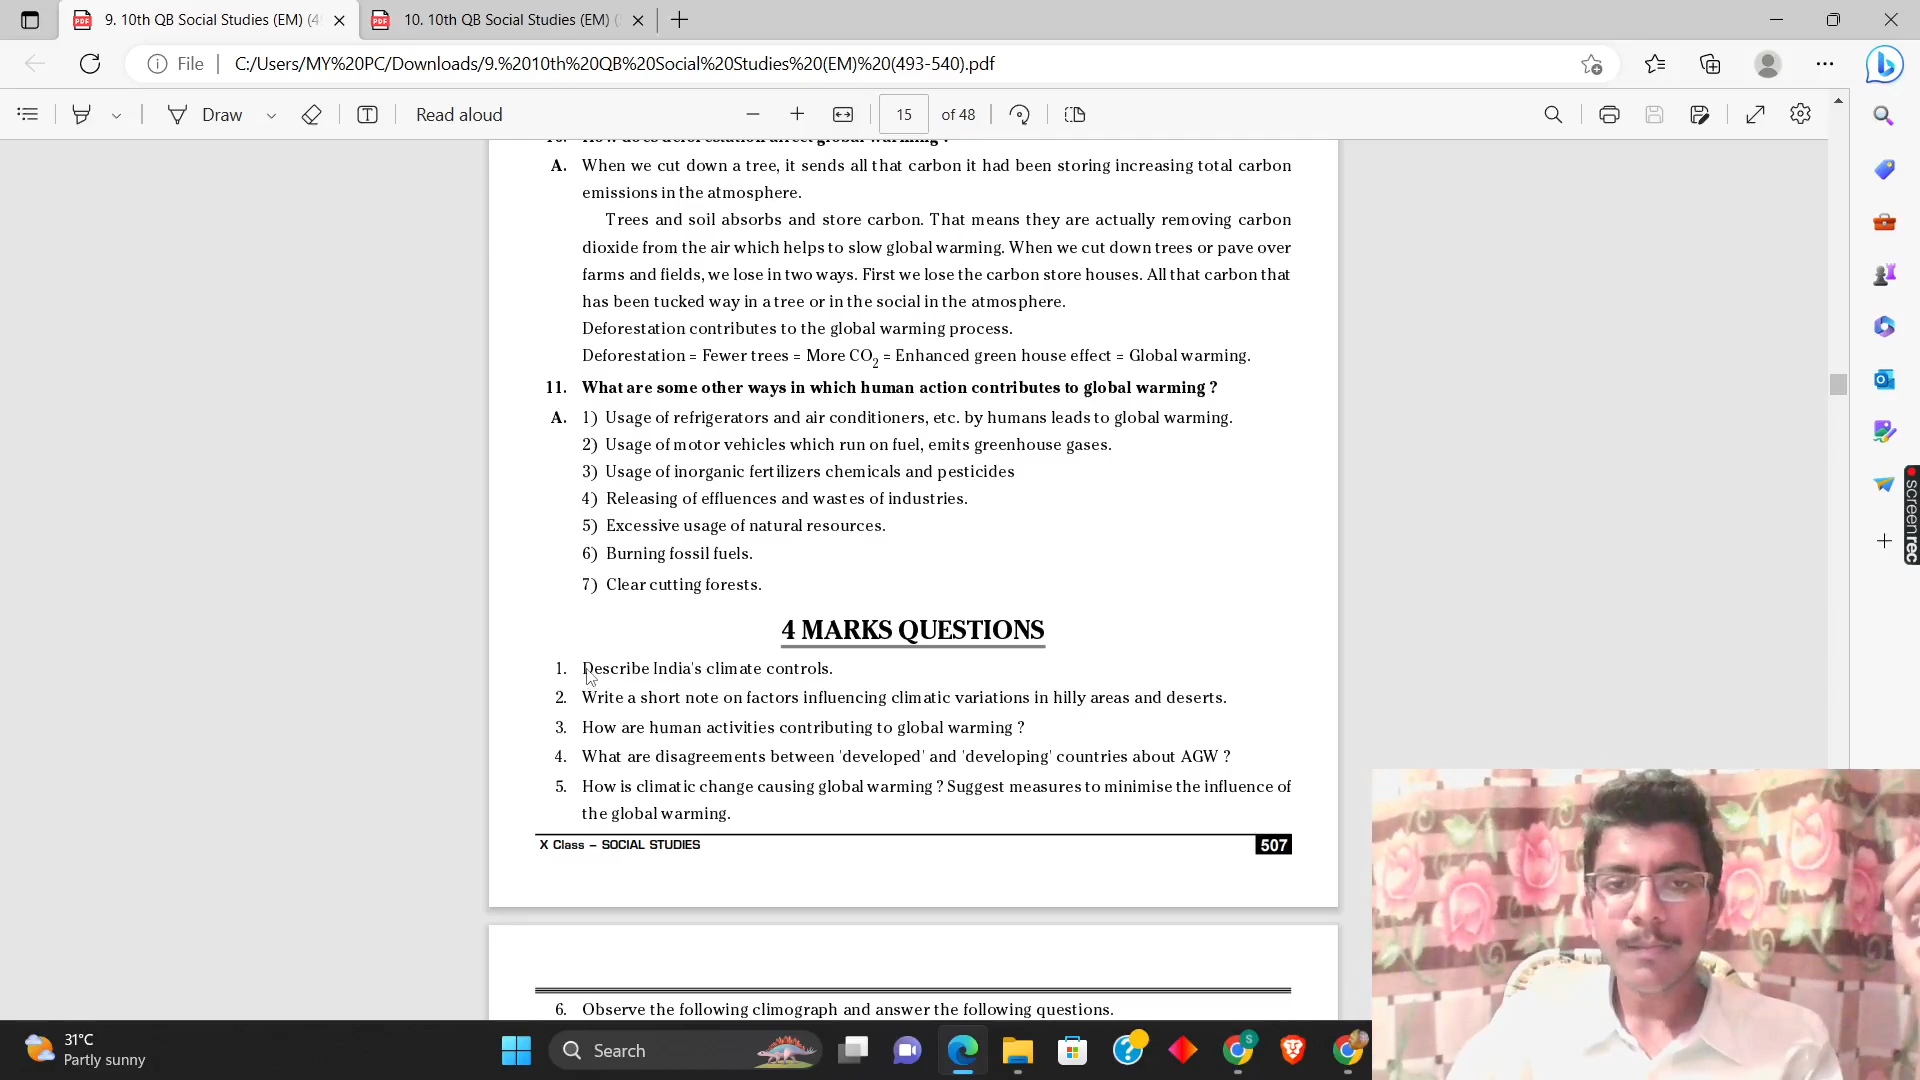 9. 10th QB Social Studies (EM) (4
10. 10th QB Social Studies (EM) (
File
C:/Users/MY%20PC/Downloads/9.%2010th%20QB%20Social%20Studies%20(EM)%20(493-540).pdf
Draw
Read aloud
15 of 48
A. When we cut down a tree, it sends all that carbon it had been storing increasing total carbon
emissions in the atmosphere.
Trees and soil absorbs and store carbon. That means they are actually removing carbon
dioxide from the air which helps to slow global warming. When we cut down trees or pave over
farms and fields, we lose in two ways. First we lose the carbon store houses. All that carbon that
has been tucked way in a tree or in the social in the atmosphere.
Deforestation contributes to the global warming process.
Deforestation = Fewer trees = More CO2 = Enhanced green house effect = Global warming.
11. What are some other ways in which human action contributes to global warming ?
A. 1) Usage of refrigerators and air conditioners, etc. by humans leads to global warming.
2) Usage of motor vehicles which run on fuel, emits greenhouse gases.
3) Usage of inorganic fertilizers chemicals and pesticides
4) Releasing of effluences and wastes of industries.
5) Excessive usage of natural resources.
6) Burning fossil fuels.
7) Clear cutting forests.
4 MARKS QUESTIONS
1. Describe India's climate controls.
2. Write a short note on factors influencing climatic variations in hilly areas and deserts.
3. How are human activities contributing to global warming ?
4. What are disagreements between 'developed' and 'developing' countries about AGW ?
5. How is climatic change causing global warming ? Suggest measures to minimise the influence of
the global warming.
X Class – SOCIAL STUDIES
507
6. Observe the following climograph and answer the following questions.
screenrec
31°C
Partly sunny
Search